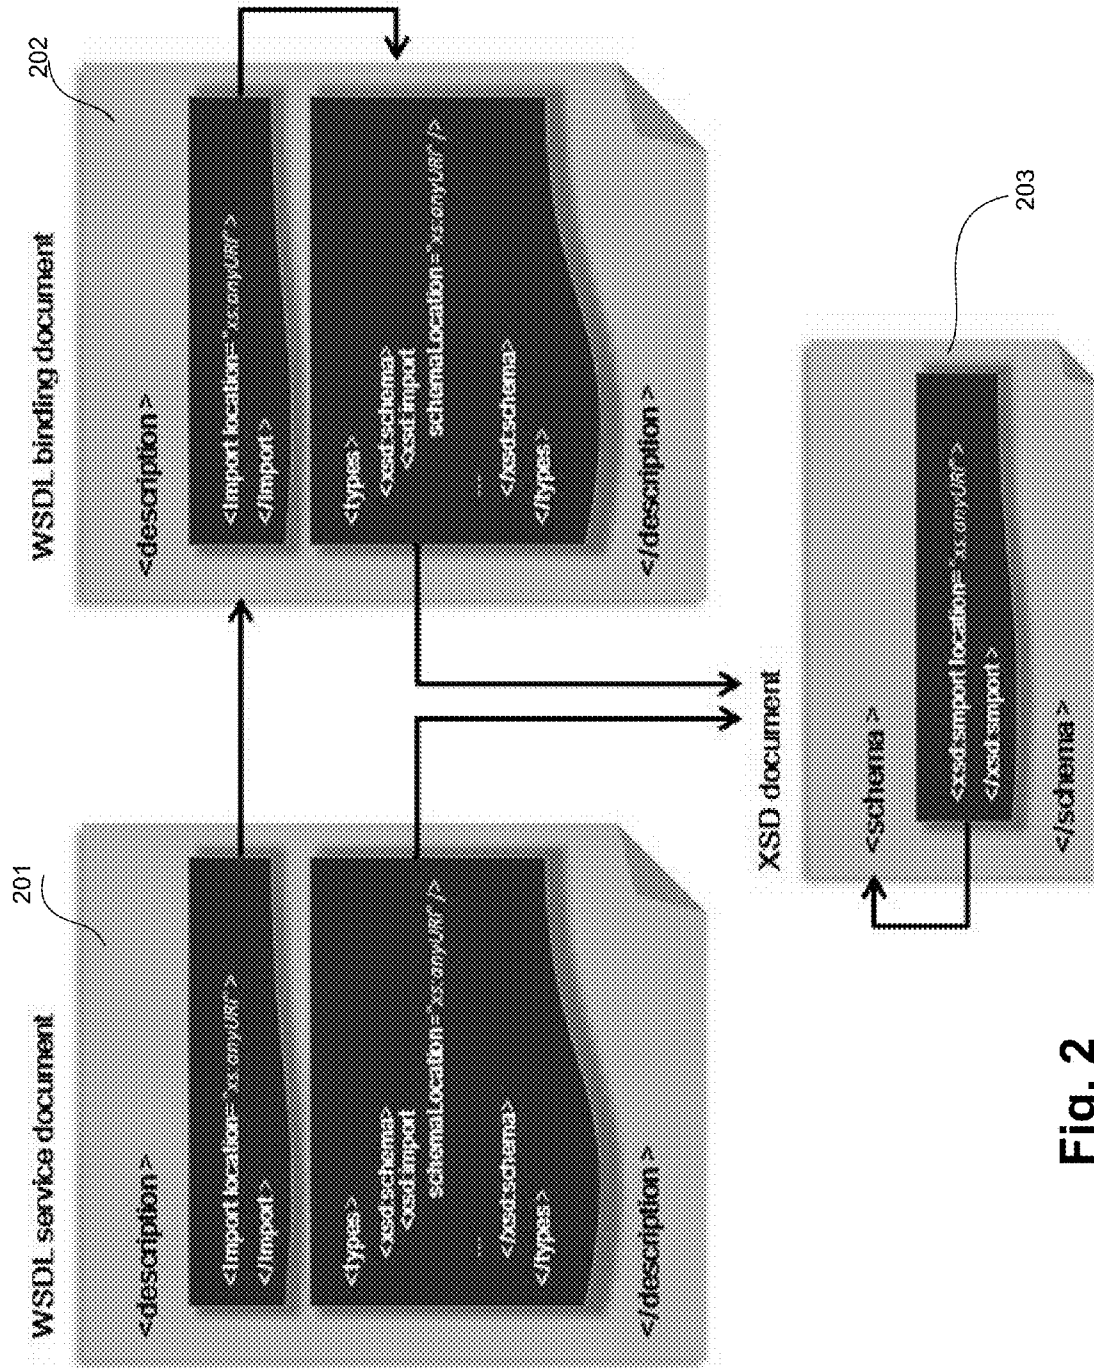 WSDL service document
201
<description>
<import location="xs:anyURI">
</import>
<types>
<xsd:schema>
<xsd:import
schemaLocation="xs:anyURI" />
...
</xsd:schema>
</types>
</description>
WSDL binding document
202
<description>
<import location="xs:anyURI">
</import>
<types>
<xsd:schema>
<xsd:import
schemaLocation="xs:anyURI" />
...
</xsd:schema>
</types>
</description>
XSD document
203
<schema>
<xsd:import location="xs:anyURI">
</xsd:import>
</schema>
Fig. 2